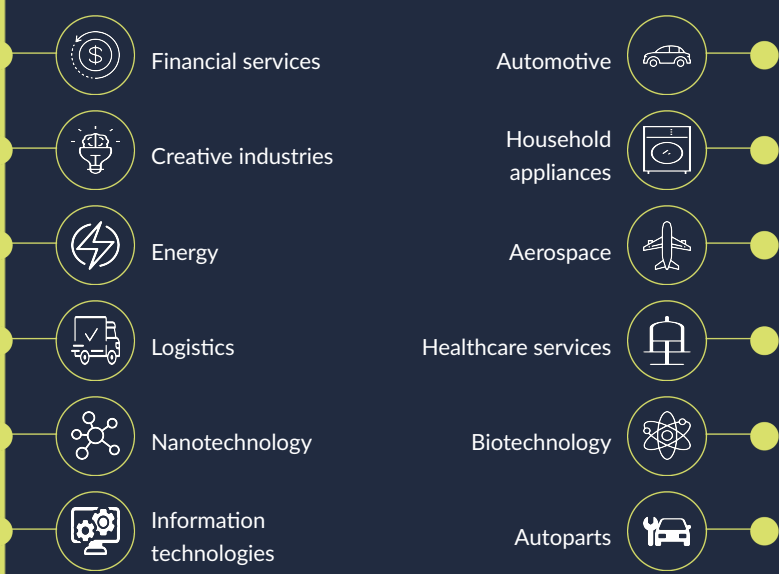 Financial services
Creative industries
Energy
Logistics
Nanotechnology
Information
technologies
Automotive
Household
appliances
Aerospace
Healthcare services
Biotechnology
Autoparts